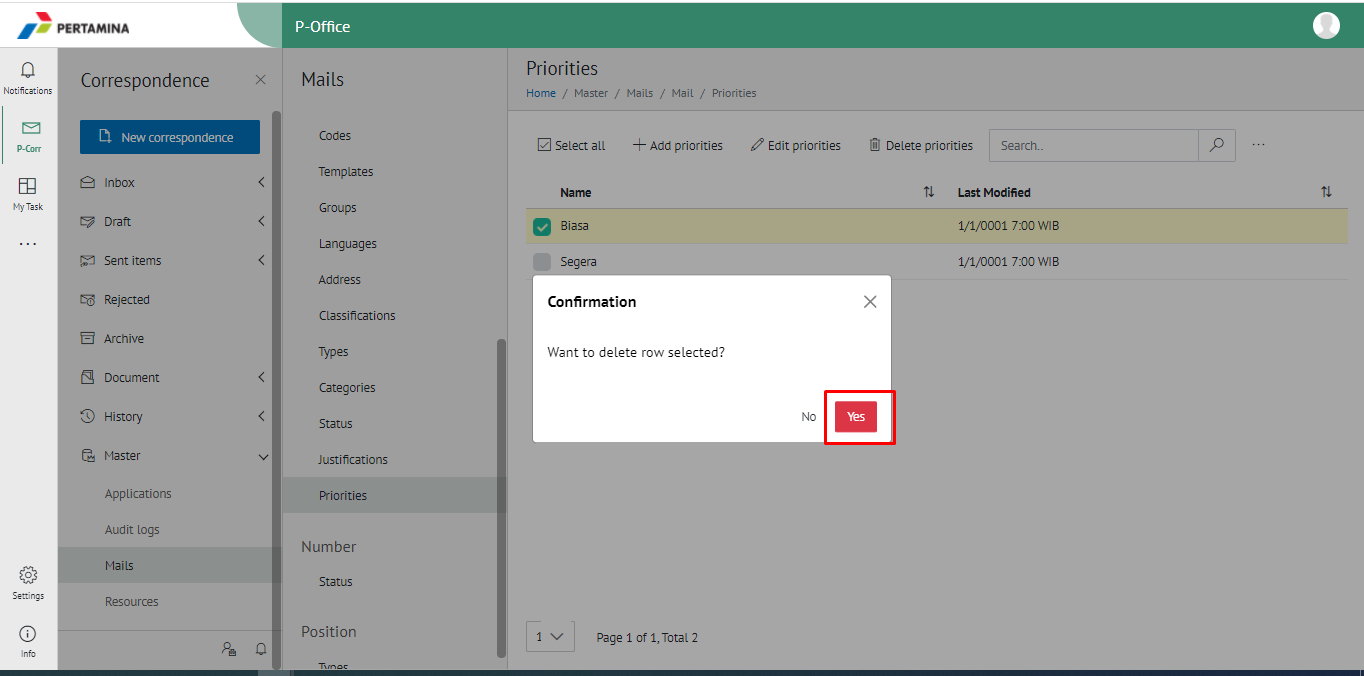 PERTAMINA
P-Office
Notifications
P-Corr
My Task
Settings
Info
Correspondence
New correspondence
Inbox
Draft
Sent items
Rejected
Archive
Document
History
Master
Applications
Audit logs
Mails
Resources
Mails
Codes
Templates
Groups
Languages
Address
Classifications
Types
Categories
Status
Justifications
Priorities
Number
Status
Position
Types
Priorities
Home / Master / Mails / Mail / Priorities
Select all Add priorities Edit priorities Delete priorities Search..
Name Last Modified
Biasa 1/1/0001 7:00 WIB
Segera 1/1/0001 7:00 WIB
Confirmation
Want to delete row selected?
No Yes
1 Page 1 of 1, Total 2